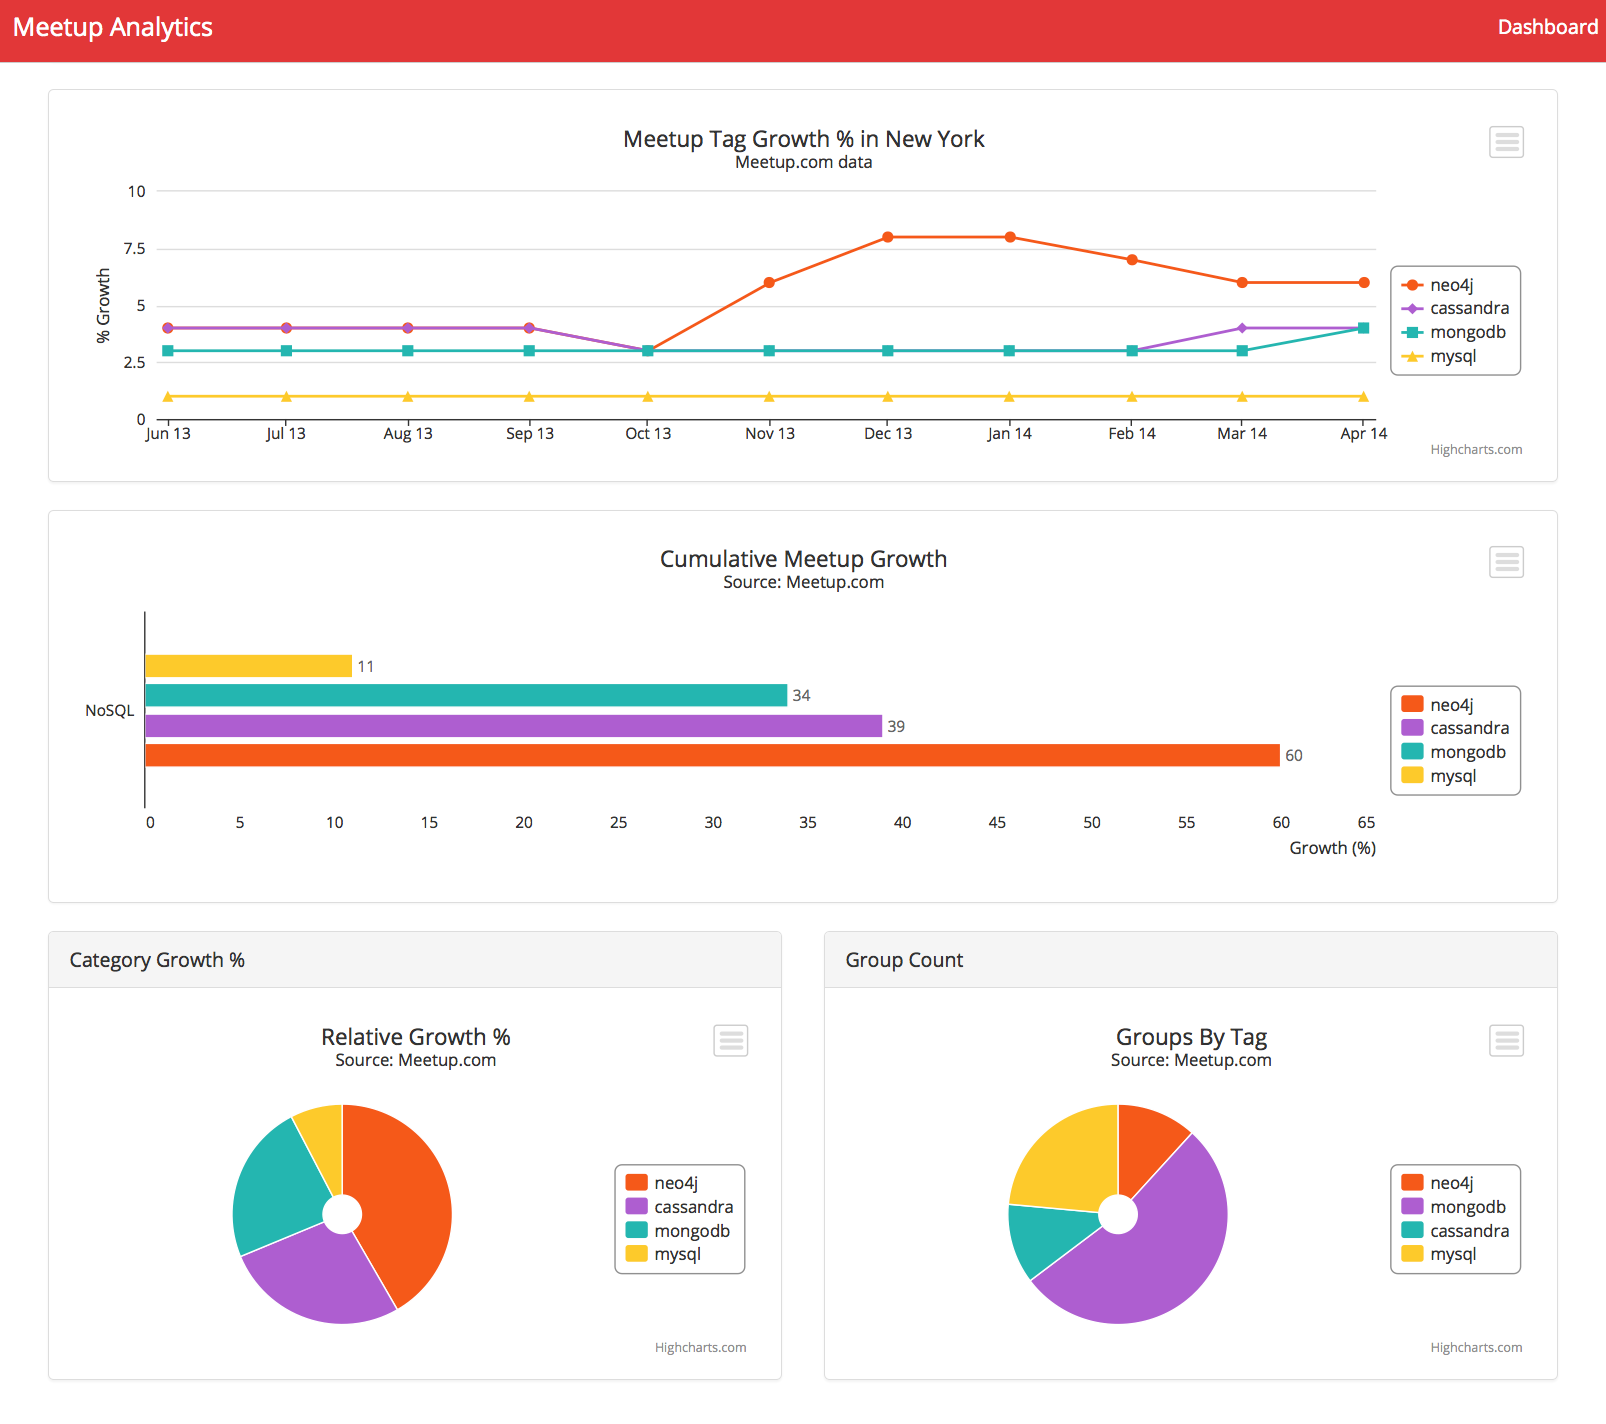 Meetup Analytics
Dashboard
Meetup Tag Growth % in New York
Meetup.com data
% Growth
10
7.5
5
2.5
0
Jun 13 Jul 13 Aug 13 Sep 13 Oct 13 Nov 13 Dec 13 Jan 14 Feb 14 Mar 14 Apr 14
neo4j
cassandra
mongodb
mysql
Highcharts.com
Cumulative Meetup Growth
Source: Meetup.com
NoSQL
11
34
39
60
0 5 10 15 20 25 30 35 40 45 50 55 60 65
Growth (%)
neo4j
cassandra
mongodb
mysql
Category Growth %
Relative Growth %
Source: Meetup.com
neo4j
cassandra
mongodb
mysql
Highcharts.com
Group Count
Groups By Tag
Source: Meetup.com
neo4j
mongodb
cassandra
mysql
Highcharts.com